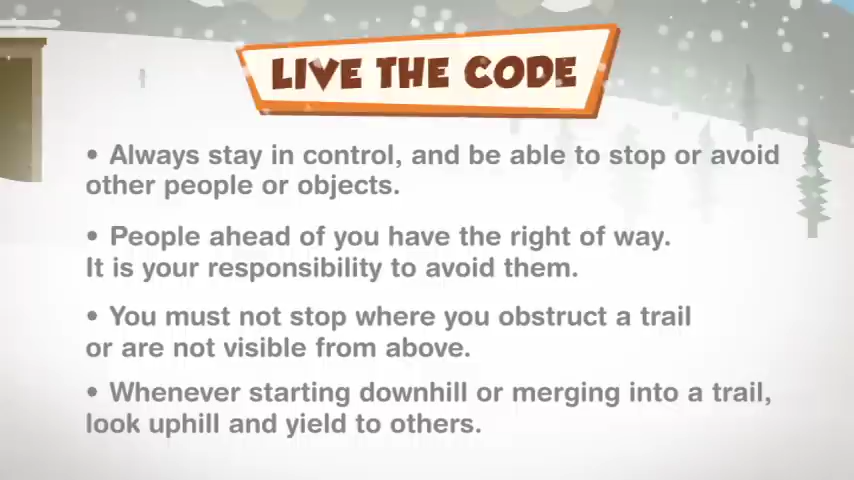 LIVE THE CODE
• Always stay in control, and be able to stop or avoid
other people or objects.
• People ahead of you have the right of way.
It is your responsibility to avoid them.
• You must not stop where you obstruct a trail
or are not visible from above.
• Whenever starting downhill or merging into a trail,
look uphill and yield to others.